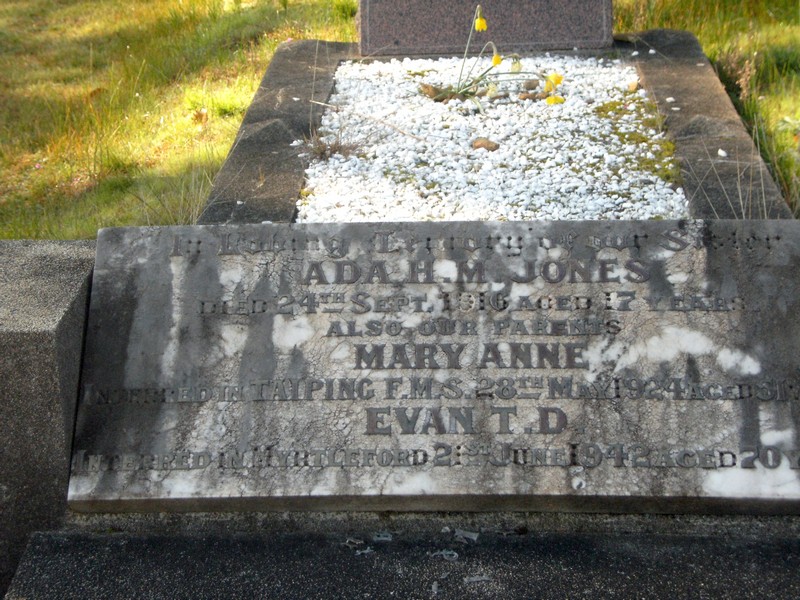 In Loving Memory of our Sister
ADA H. M. JONES
DIED 24TH SEPT. 1916 AGED 17 YEARS
ALSO OUR PARENTS
MARY ANNE
INTERRED IN TAIPING F.M.S. 28TH MAY 1924 AGED 51
EVAN T. D.
INTERRED IN MYRTLEFORD 21ST JUNE 1942 AGED 70 Y